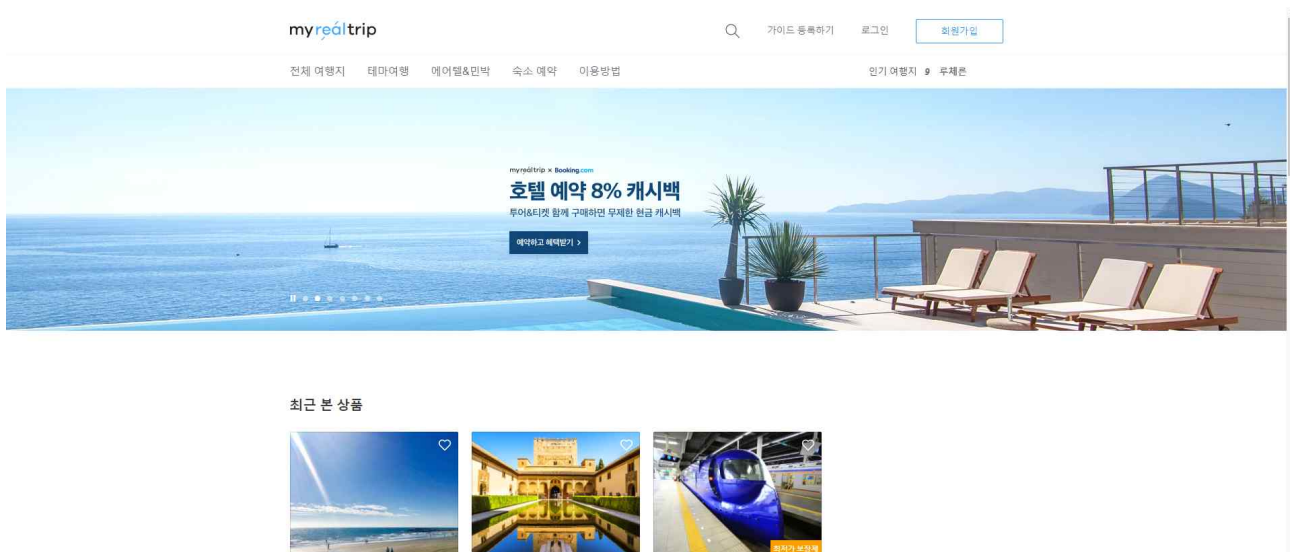 myrealtrip
가이드 등록하기
로그인
회원가입
전체 여행지
테마여행
에어텔&민박
숙소 예약
이용방법
인기 여행지 9 루체른
myrealtrip × Booking.com
호텔 예약 8% 캐시백
투어&티켓 함께 구매하면 무제한 현금 캐시백
예약하고 혜택받기 >
최근 본 상품
최저가 보장제